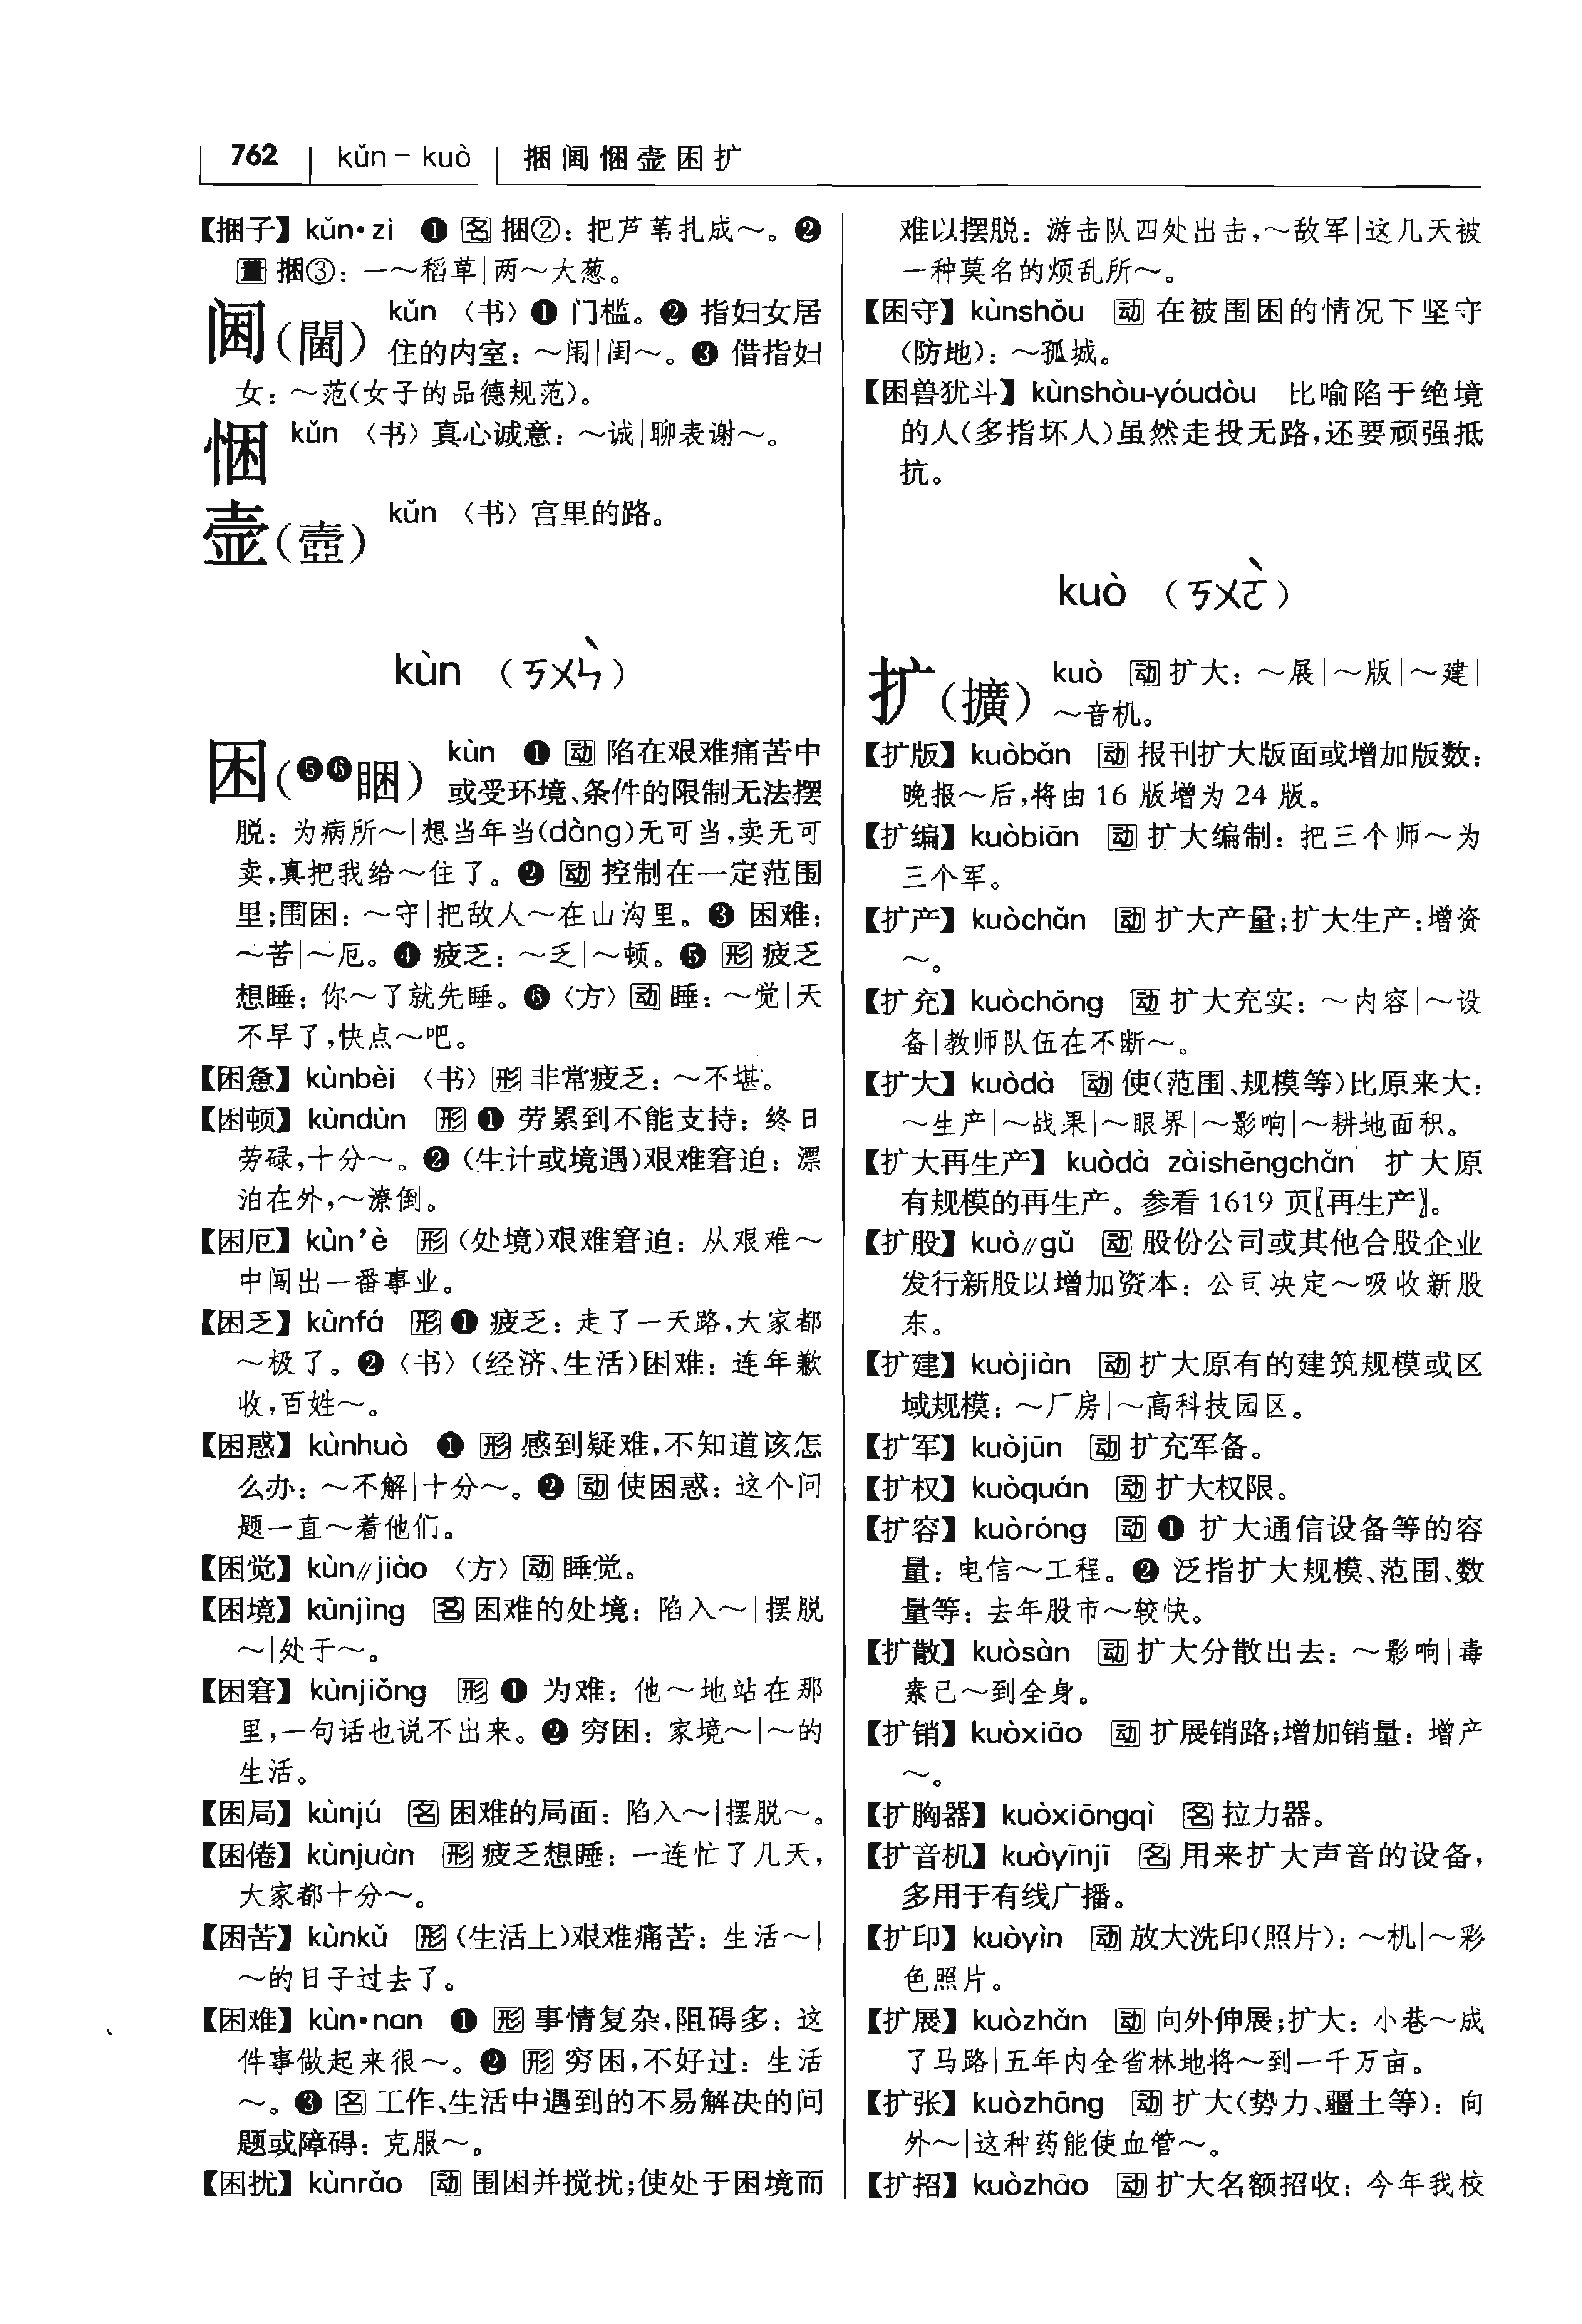 762 kǔn－kuò 捆阃悃壸困扩
【捆子】kǔn·zi ❶ 名 捆②：把芦苇扎成～。❷
量 捆③：一～稻草|两～大葱。
阃(閫) kǔn 〈书〉❶ 门槛。❷ 指妇女居
住的内室：～闱|闺～。❸ 借指妇
女：～范(女子的品德规范)。
悃 kǔn 〈书〉真心诚意：～诚|聊表谢～。
壸(壼) kǔn 〈书〉宫里的路。
kùn （ㄎㄨㄣˋ）
困(❺❻睏) kùn ❶ 动 陷在艰难痛苦中
或受环境、条件的限制无法摆
脱：为病所～|想当年当(dàng)无可当,卖无可
卖,真把我给～住了。❷ 动 控制在一定范围
里;围困：～守|把敌人～在山沟里。❸ 困难：
～苦|～厄。❹ 疲乏：～乏|～顿。❺ 形 疲乏
想睡：你～了就先睡。❻〈方〉动 睡：～觉|天
不早了,快点～吧。
【困惫】kùnbèi 〈书〉形 非常疲乏：～不堪。
【困顿】kùndùn 形 ❶ 劳累到不能支持：终日
劳碌,十分～。❷ (生计或境遇)艰难窘迫：漂
泊在外,～潦倒。
【困厄】kùn'è 形 (处境)艰难窘迫：从艰难～
中闯出一番事业。
【困乏】kùnfá 形 ❶ 疲乏：走了一天路,大家都
～极了。❷〈书〉(经济、生活)困难：连年歉
收,百姓～。
【困惑】kùnhuò ❶ 形 感到疑难,不知道该怎
么办：～不解|十分～。❷ 动 使困惑：这个问
题一直～着他们。
【困觉】kùn∥jiào 〈方〉动 睡觉。
【困境】kùnjìng 名 困难的处境：陷入～|摆脱
～|处于～。
【困窘】kùnjiǒng 形 ❶ 为难：他～地站在那
里,一句话也说不出来。❷ 穷困：家境～|～的
生活。
【困局】kùnjú 名 困难的局面：陷入～|摆脱～。
【困倦】kùnjuàn 形 疲乏想睡：一连忙了几天,
大家都十分～。
【困苦】kùnkǔ 形 (生活上)艰难痛苦：生活～|
～的日子过去了。
【困难】kùn·nan ❶ 形 事情复杂,阻碍多：这
件事做起来很～。❷ 形 穷困,不好过：生活
～。❸ 名 工作、生活中遇到的不易解决的问
题或障碍：克服～。
【困扰】kùnrǎo 动 围困并搅扰;使处于困境而
难以摆脱：游击队四处出击,～敌军|这几天被
一种莫名的烦乱所～。
【困守】kùnshǒu 动 在被围困的情况下坚守
(防地)：～孤城。
【困兽犹斗】kùnshòu-yóudòu 比喻陷于绝境
的人(多指坏人)虽然走投无路,还要顽强抵
抗。
kuò （ㄎㄨㄛˋ）
扩(擴) kuò 动 扩大：～展|～版|～建|
～音机。
【扩版】kuòbǎn 动 报刊扩大版面或增加版数：
晚报～后,将由 16 版增为 24 版。
【扩编】kuòbiān 动 扩大编制：把三个师～为
三个军。
【扩产】kuòchǎn 动 扩大产量;扩大生产：增资
～。
【扩充】kuòchōng 动 扩大充实：～内容|～设
备|教师队伍在不断～。
【扩大】kuòdà 动 使(范围、规模等)比原来大：
～生产|～战果|～眼界|～影响|～耕地面积。
【扩大再生产】kuòdà zàishēngchǎn 扩大原
有规模的再生产。参看 1619 页〖再生产〗。
【扩股】kuò∥gǔ 动 股份公司或其他合股企业
发行新股以增加资本：公司决定～吸收新股
东。
【扩建】kuòjiàn 动 扩大原有的建筑规模或区
域规模：～厂房|～高科技园区。
【扩军】kuòjūn 动 扩充军备。
【扩权】kuòquán 动 扩大权限。
【扩容】kuòróng 动 ❶ 扩大通信设备等的容
量：电信～工程。❷ 泛指扩大规模、范围、数
量等：去年股市～较快。
【扩散】kuòsàn 动 扩大分散出去：～影响|毒
素已～到全身。
【扩销】kuòxiāo 动 扩展销路;增加销量：增产
～。
【扩胸器】kuòxiōngqì 名 拉力器。
【扩音机】kuòyīnjī 名 用来扩大声音的设备,
多用于有线广播。
【扩印】kuòyìn 动 放大洗印(照片)：～机|～彩
色照片。
【扩展】kuòzhǎn 动 向外伸展;扩大：小巷～成
了马路|五年内全省林地将～到一千万亩。
【扩张】kuòzhāng 动 扩大(势力、疆土等)：向
外～|这种药能使血管～。
【扩招】kuòzhāo 动 扩大名额招收：今年我校